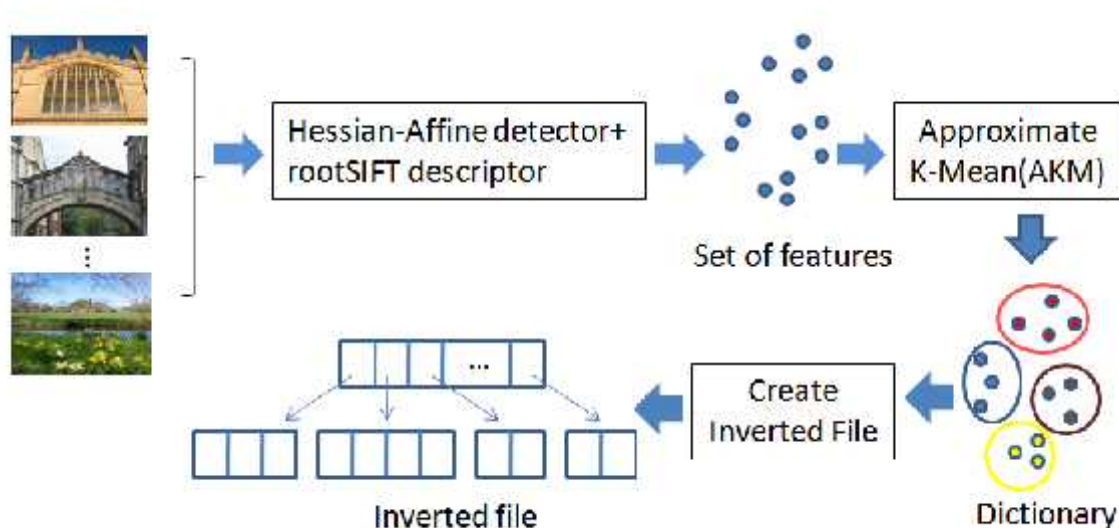 Hessian-Affine detector+
rootSIFT descriptor
Approximate
K-Mean(AKM)
Set of features
...
...
Create
Inverted File
Inverted file
Dictionary